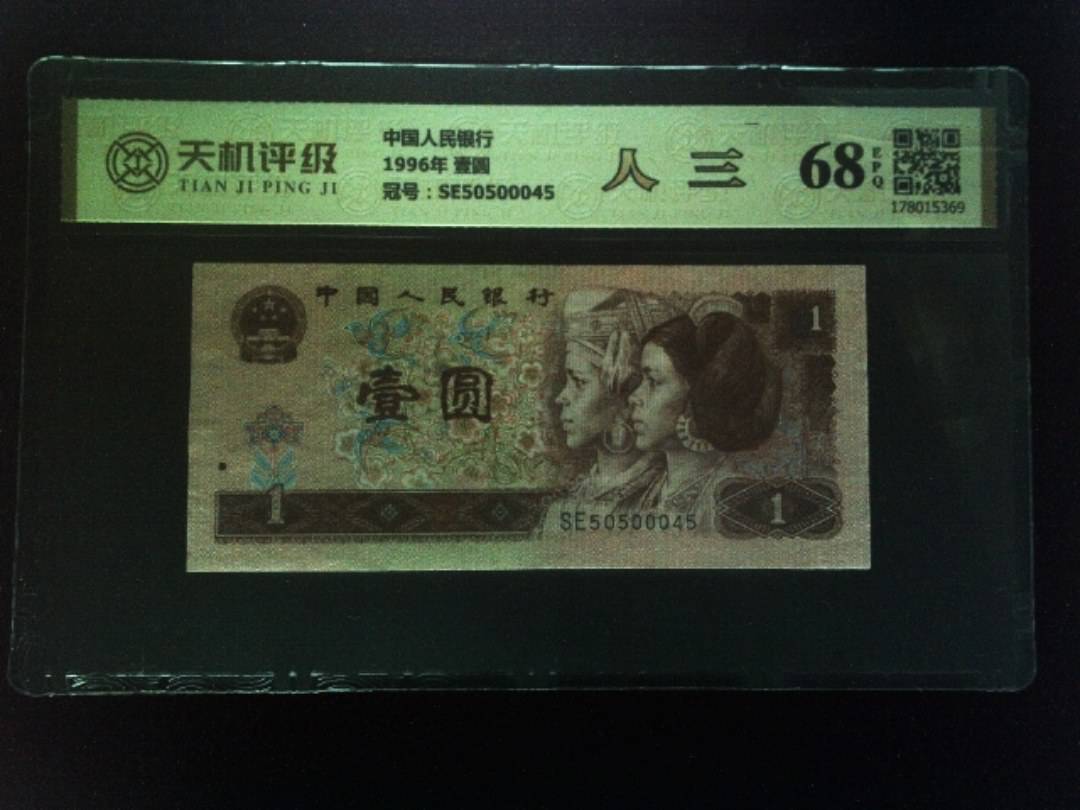 天机评级
TIAN JI PING JI
中国人民银行
1996年 壹圆
冠号：SE50500045
人 三
68
EPQ
178015369
中国人民银行
1
壹圆
1
SE50500045
1